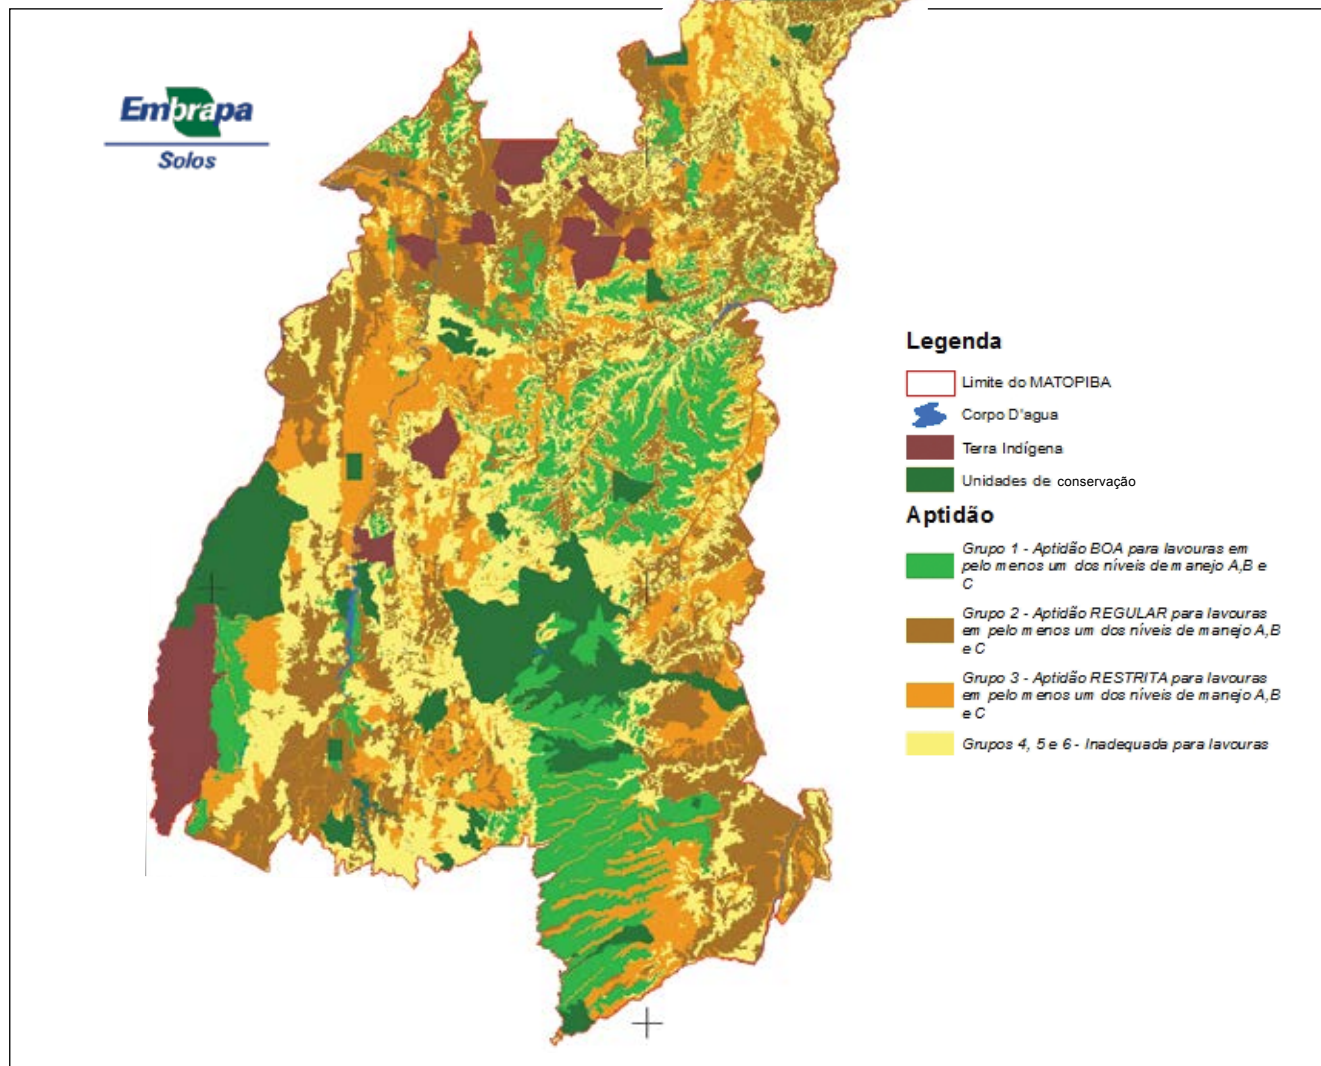 Embrapa
Solos
Legenda
Limite do MATOPIBA
Corpo D'agua
Terra Indígena
Unidades de conservação
Aptidão
Grupo 1 - Aptidão BOA para lavouras em
pelo menos um dos níveis de manejo A,B e
C
Grupo 2 - Aptidão REGULAR para lavouras
em pelo menos um dos níveis de manejo A,B
e C
Grupo 3 - Aptidão RESTRITA para lavouras
em pelo menos um dos níveis de manejo A,B
e C
Grupos 4, 5 e 6 - Inadequada para lavouras